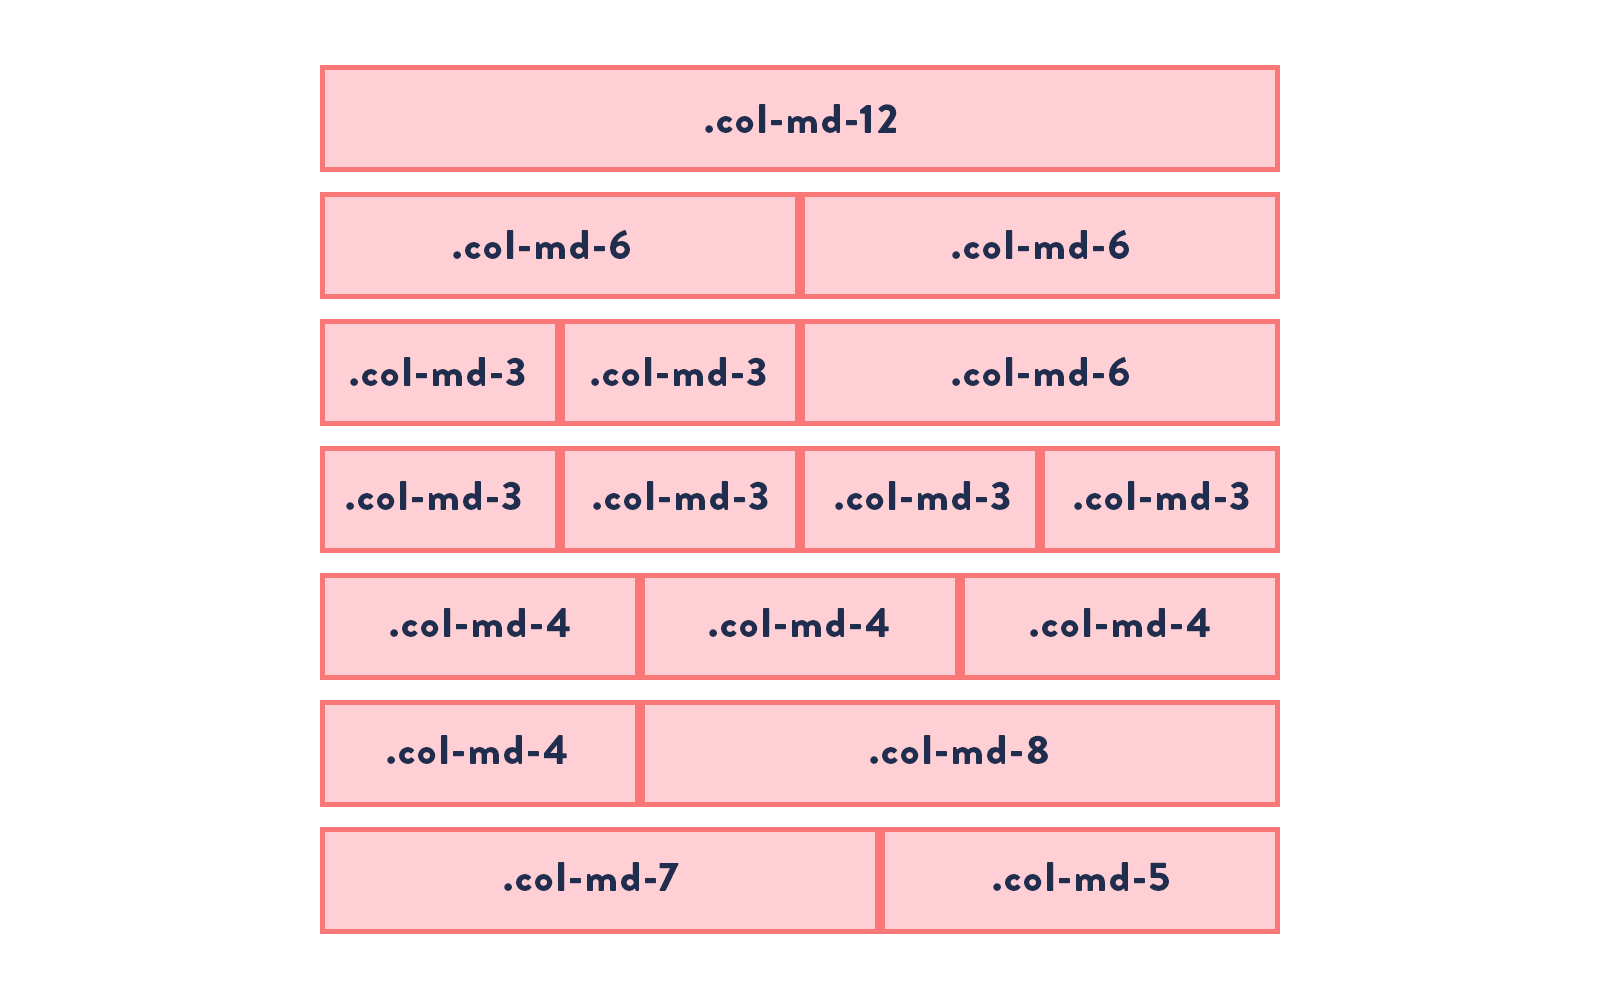 .col-md-12
.col-md-6 .col-md-6
.col-md-3 .col-md-3 .col-md-6
.col-md-3 .col-md-3 .col-md-3 .col-md-3
.col-md-4 .col-md-4 .col-md-4
.col-md-4 .col-md-8
.col-md-7 .col-md-5